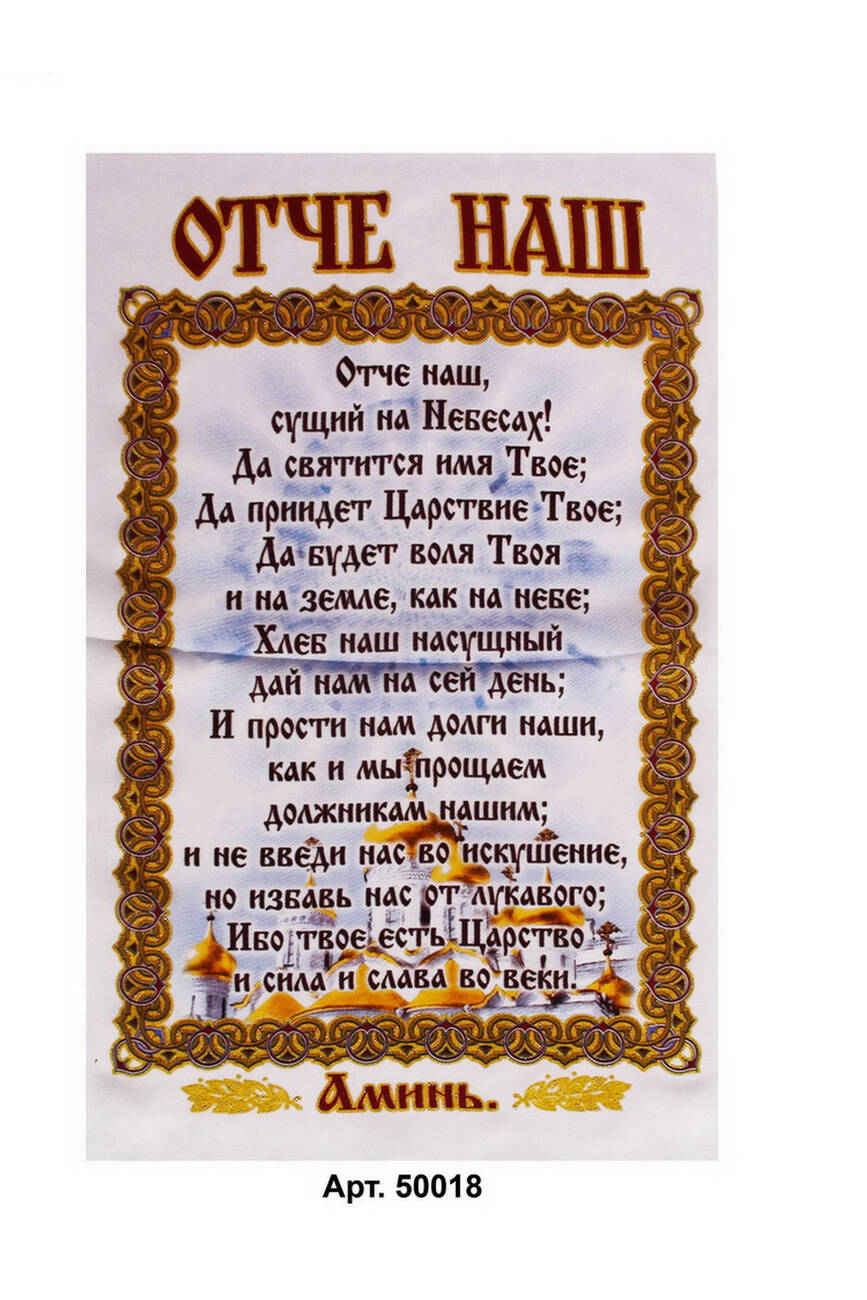 ОТЧЕ НАШ
Отче наш,
сущий на Небесах!
Да святится имя Твое;
Да приидет Царствие Твое;
Да будет воля Твоя
и на земле, как на небе;
Хлеб наш насущный
дай нам на сей день;
И прости нам долги наши,
как и мы прощаем
должникам нашим;
и не введи нас во искушение,
но избавь нас от лукавого;
Ибо твое есть Царство
и сила и слава во веки.
Аминь.
Арт. 50018